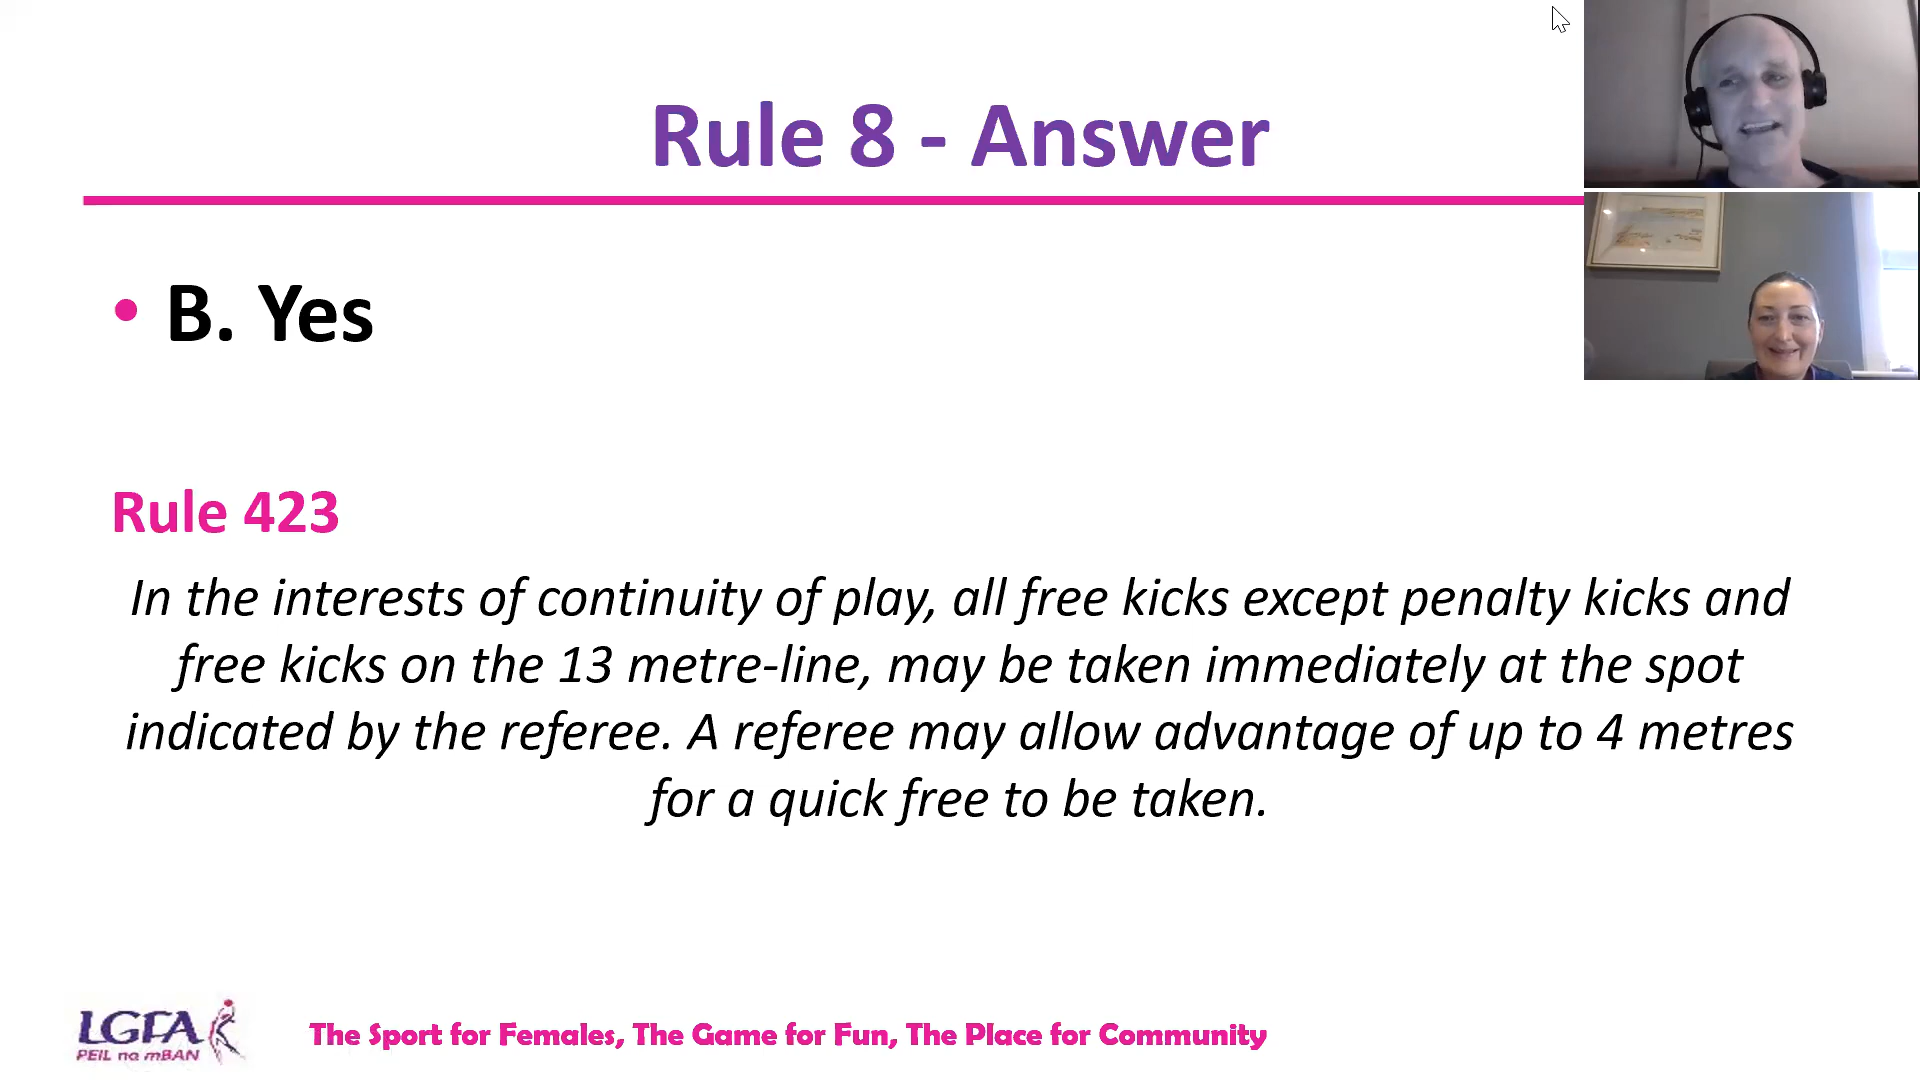 Rule 8 - Answer
• B. Yes
Rule 423
In the interests of continuity of play, all free kicks except penalty kicks and
free kicks on the 13 metre-line, may be taken immediately at the spot
indicated by the referee. A referee may allow advantage of up to 4 metres
for a quick free to be taken.
LGFA
PEIL na mBAN
The Sport for Females, The Game for Fun, The Place for Community